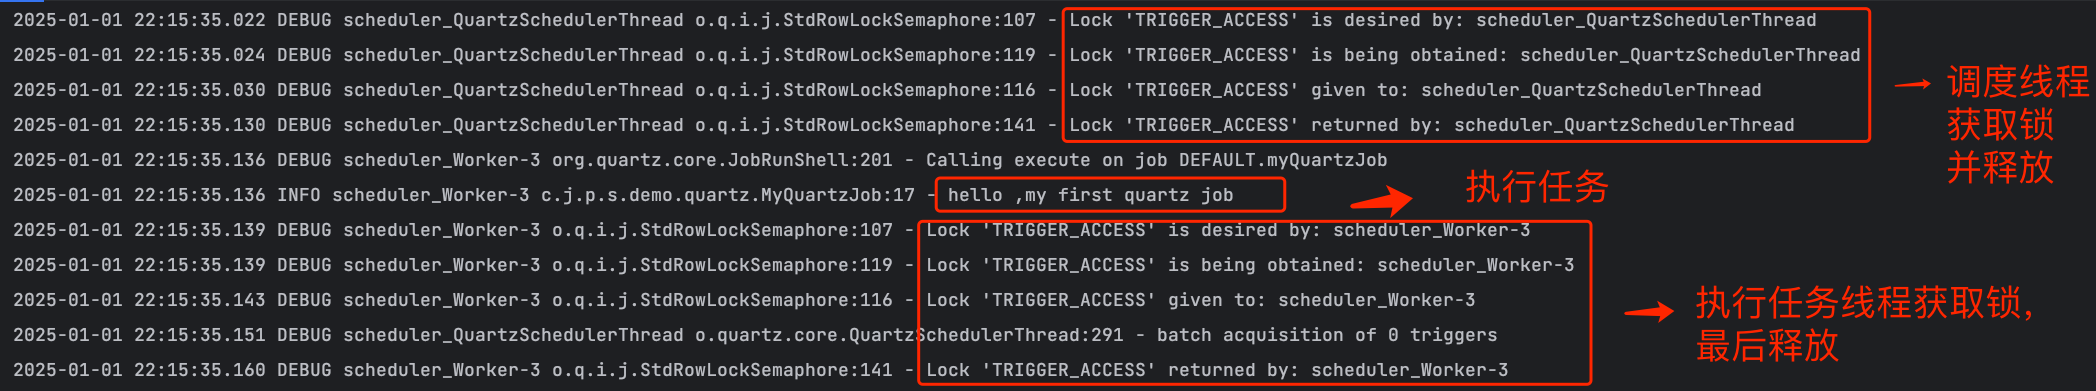 2025-01-01 22:15:35.022 DEBUG scheduler_QuartzSchedulerThread o.q.i.j.StdRowLockSemaphore:107 - Lock 'TRIGGER_ACCESS' is desired by: scheduler_QuartzSchedulerThread
2025-01-01 22:15:35.024 DEBUG scheduler_QuartzSchedulerThread o.q.i.j.StdRowLockSemaphore:119 - Lock 'TRIGGER_ACCESS' is being obtained: scheduler_QuartzSchedulerThread
2025-01-01 22:15:35.030 DEBUG scheduler_QuartzSchedulerThread o.q.i.j.StdRowLockSemaphore:116 - Lock 'TRIGGER_ACCESS' given to: scheduler_QuartzSchedulerThread
2025-01-01 22:15:35.130 DEBUG scheduler_QuartzSchedulerThread o.q.i.j.StdRowLockSemaphore:141 - Lock 'TRIGGER_ACCESS' returned by: scheduler_QuartzSchedulerThread
调度线程
获取锁
并释放
2025-01-01 22:15:35.136 DEBUG scheduler_Worker-3 org.quartz.core.JobRunShell:201 - Calling execute on job DEFAULT.myQuartzJob
2025-01-01 22:15:35.136 INFO scheduler_Worker-3 c.j.p.s.demo.quartz.MyQuartzJob:17 - hello ,my first quartz job
执行任务
2025-01-01 22:15:35.139 DEBUG scheduler_Worker-3 o.q.i.j.StdRowLockSemaphore:107 - Lock 'TRIGGER_ACCESS' is desired by: scheduler_Worker-3
2025-01-01 22:15:35.139 DEBUG scheduler_Worker-3 o.q.i.j.StdRowLockSemaphore:119 - Lock 'TRIGGER_ACCESS' is being obtained: scheduler_Worker-3
2025-01-01 22:15:35.143 DEBUG scheduler_Worker-3 o.q.i.j.StdRowLockSemaphore:116 - Lock 'TRIGGER_ACCESS' given to: scheduler_Worker-3
2025-01-01 22:15:35.151 DEBUG scheduler_QuartzSchedulerThread o.quartz.core.QuartzSchedulerThread:291 - batch acquisition of 0 triggers
2025-01-01 22:15:35.160 DEBUG scheduler_Worker-3 o.q.i.j.StdRowLockSemaphore:141 - Lock 'TRIGGER_ACCESS' returned by: scheduler_Worker-3
执行任务线程获取锁，
最后释放